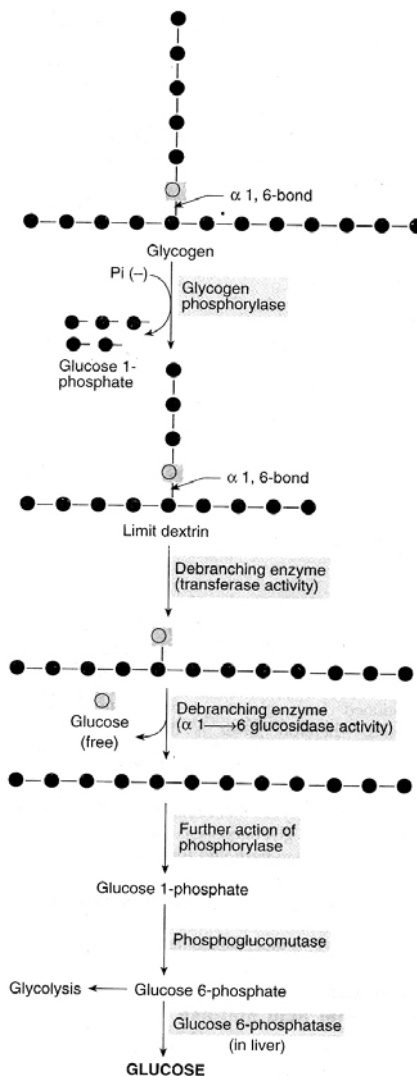 α 1, 6-bond
Glycogen
Pi (–)
Glycogen
phosphorylase
Glucose 1-
phosphate
α 1, 6-bond
Limit dextrin
Debranching enzyme
(transferase activity)
Debranching enzyme
(α 1⟶6 glucosidase activity)
Glucose
(free)
Further action of
phosphorylase
Glucose 1-phosphate
Phosphoglucomutase
Glycolysis ← Glucose 6-phosphate
Glucose 6-phosphatase
(in liver)
GLUCOSE